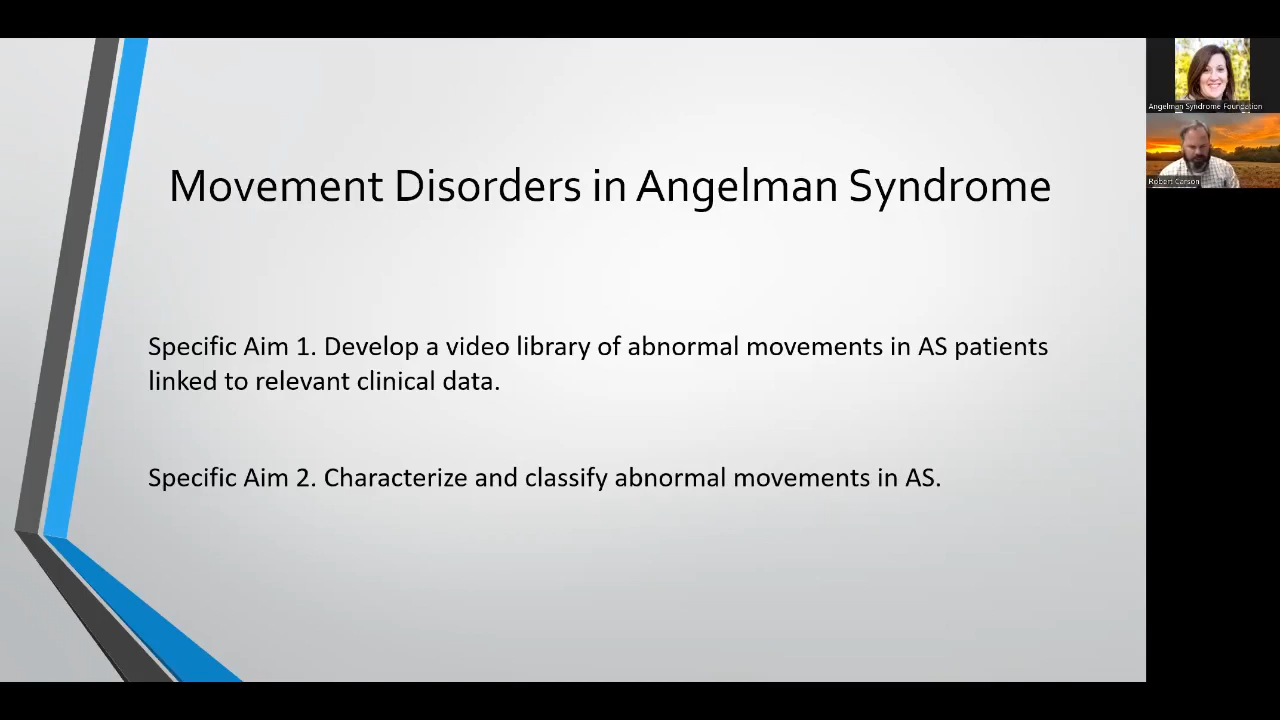 Movement Disorders in Angelman Syndrome
Specific Aim 1. Develop a video library of abnormal movements in AS patients
linked to relevant clinical data.
Specific Aim 2. Characterize and classify abnormal movements in AS.
Angelman Syndrome Foundation
Robert Carson